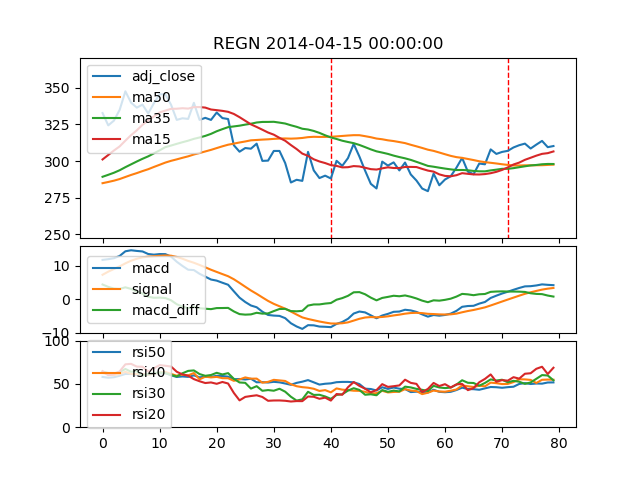 REGN 2014-04-15 00:00:00
350
325
300
275
250
adj_close
ma50
ma35
ma15
10
0
-10
macd
signal
macd_diff
100
50
0
rsi50
rsi40
rsi30
rsi20
0 10 20 30 40 50 60 70 80